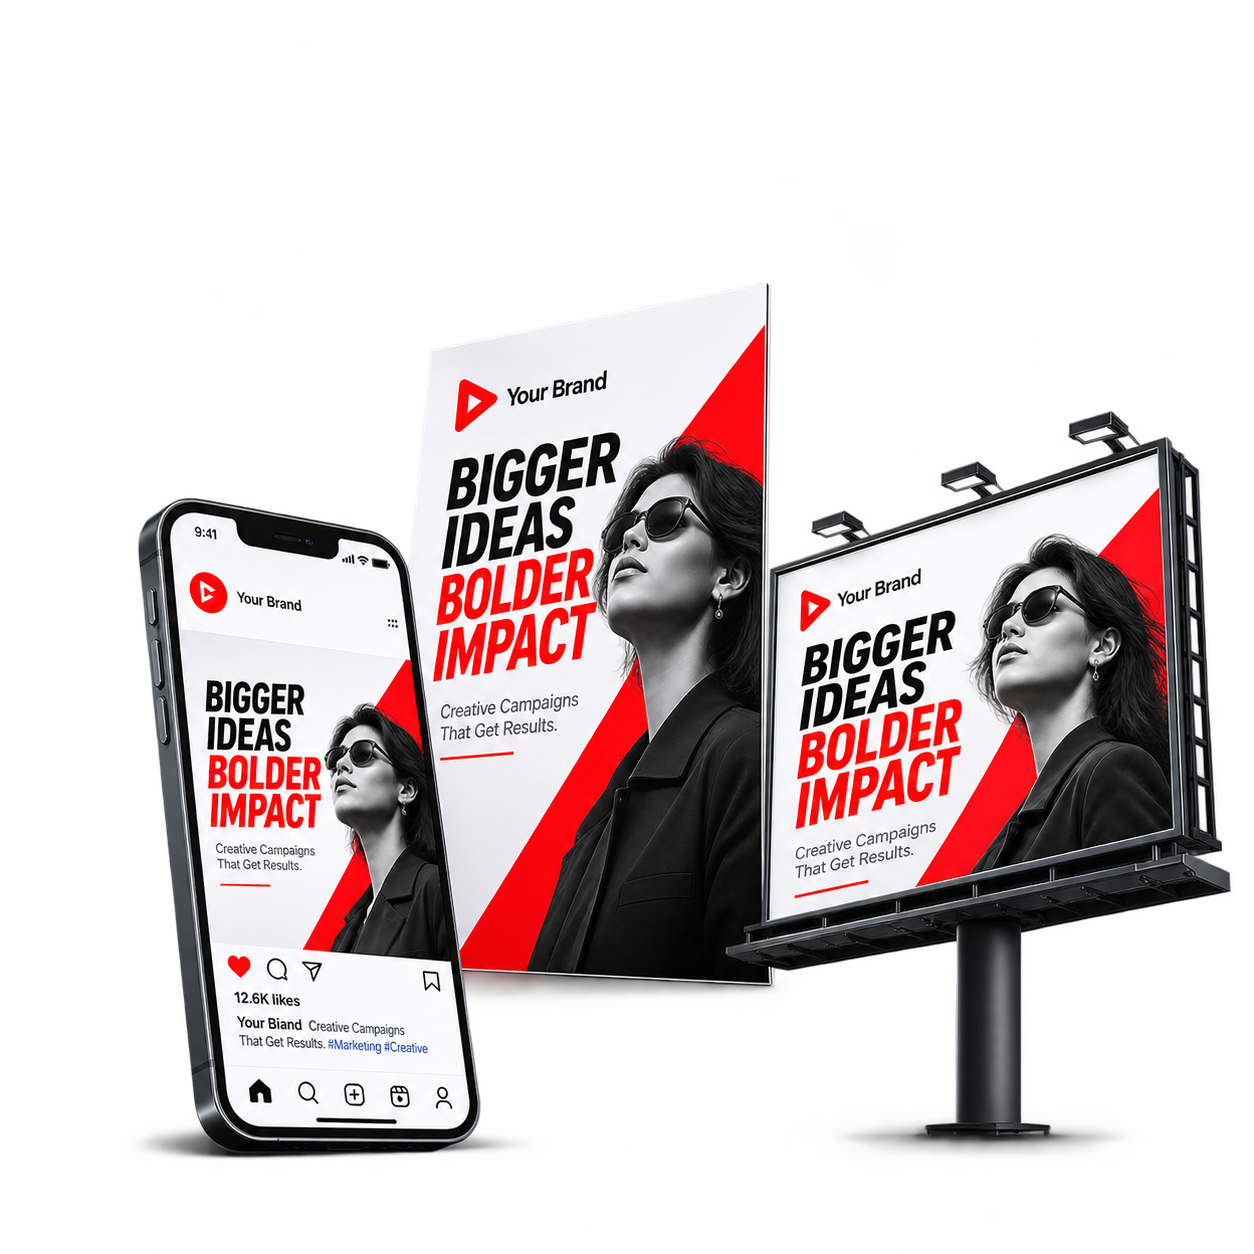 9:41
Your Brand
BIGGER
IDEAS
BOLDER
IMPACT
Creative Campaigns
That Get Results.
12.6K likes
Your Biand Creative Campaigns
That Get Results. #Marketing #Creative
Your Brand
BIGGER
IDEAS
BOLDER
IMPACT
Creative Campaigns
That Get Results.
Your Brand
BIGGER
IDEAS
BOLDER
IMPACT
Creative Campaigns
That Get Results.